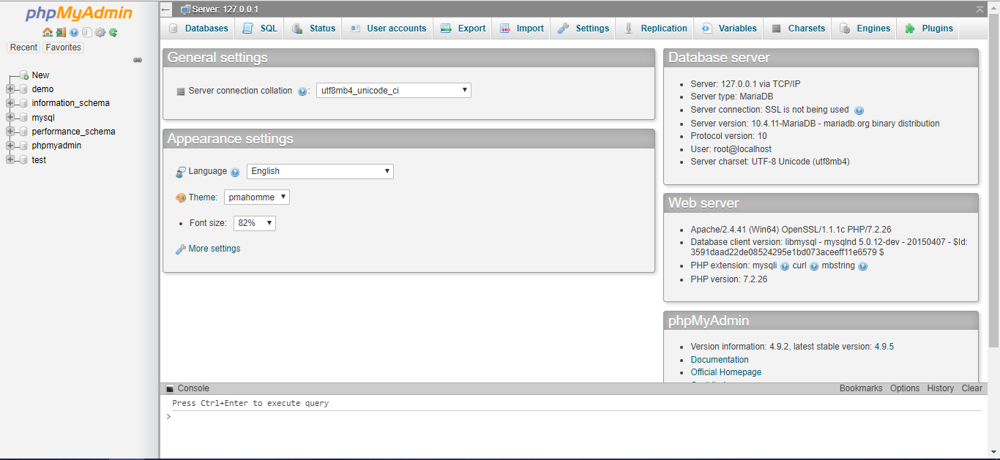 phpMyAdmin
Recent Favorites
New
demo
information_schema
mysql
performance_schema
phpmyadmin
test
Server: 127.0.0.1
Databases SQL Status User accounts Export Import Settings Replication Variables Charsets Engines Plugins
General settings
Server connection collation : utf8mb4_unicode_ci
Appearance settings
Language English
Theme: pmahomme
Font size: 82%
More settings
Database server
Server: 127.0.0.1 via TCP/IP
Server type: MariaDB
Server connection: SSL is not being used
Server version: 10.4.11-MariaDB - mariadb.org binary distribution
Protocol version: 10
User: root@localhost
Server charset: UTF-8 Unicode (utf8mb4)
Web server
Apache/2.4.41 (Win64) OpenSSL/1.1.1c PHP/7.2.26
Database client version: libmysql - mysqlnd 5.0.12-dev - 20150407 - $Id:
3591daad22de08524295e1bd073aceeff11e6579 $
PHP extension: mysqli curl mbstring
PHP version: 7.2.26
phpMyAdmin
Version information: 4.9.2, latest stable version: 4.9.5
Documentation
Official Homepage
Console Bookmarks Options History Clear
Press Ctrl+Enter to execute query
>